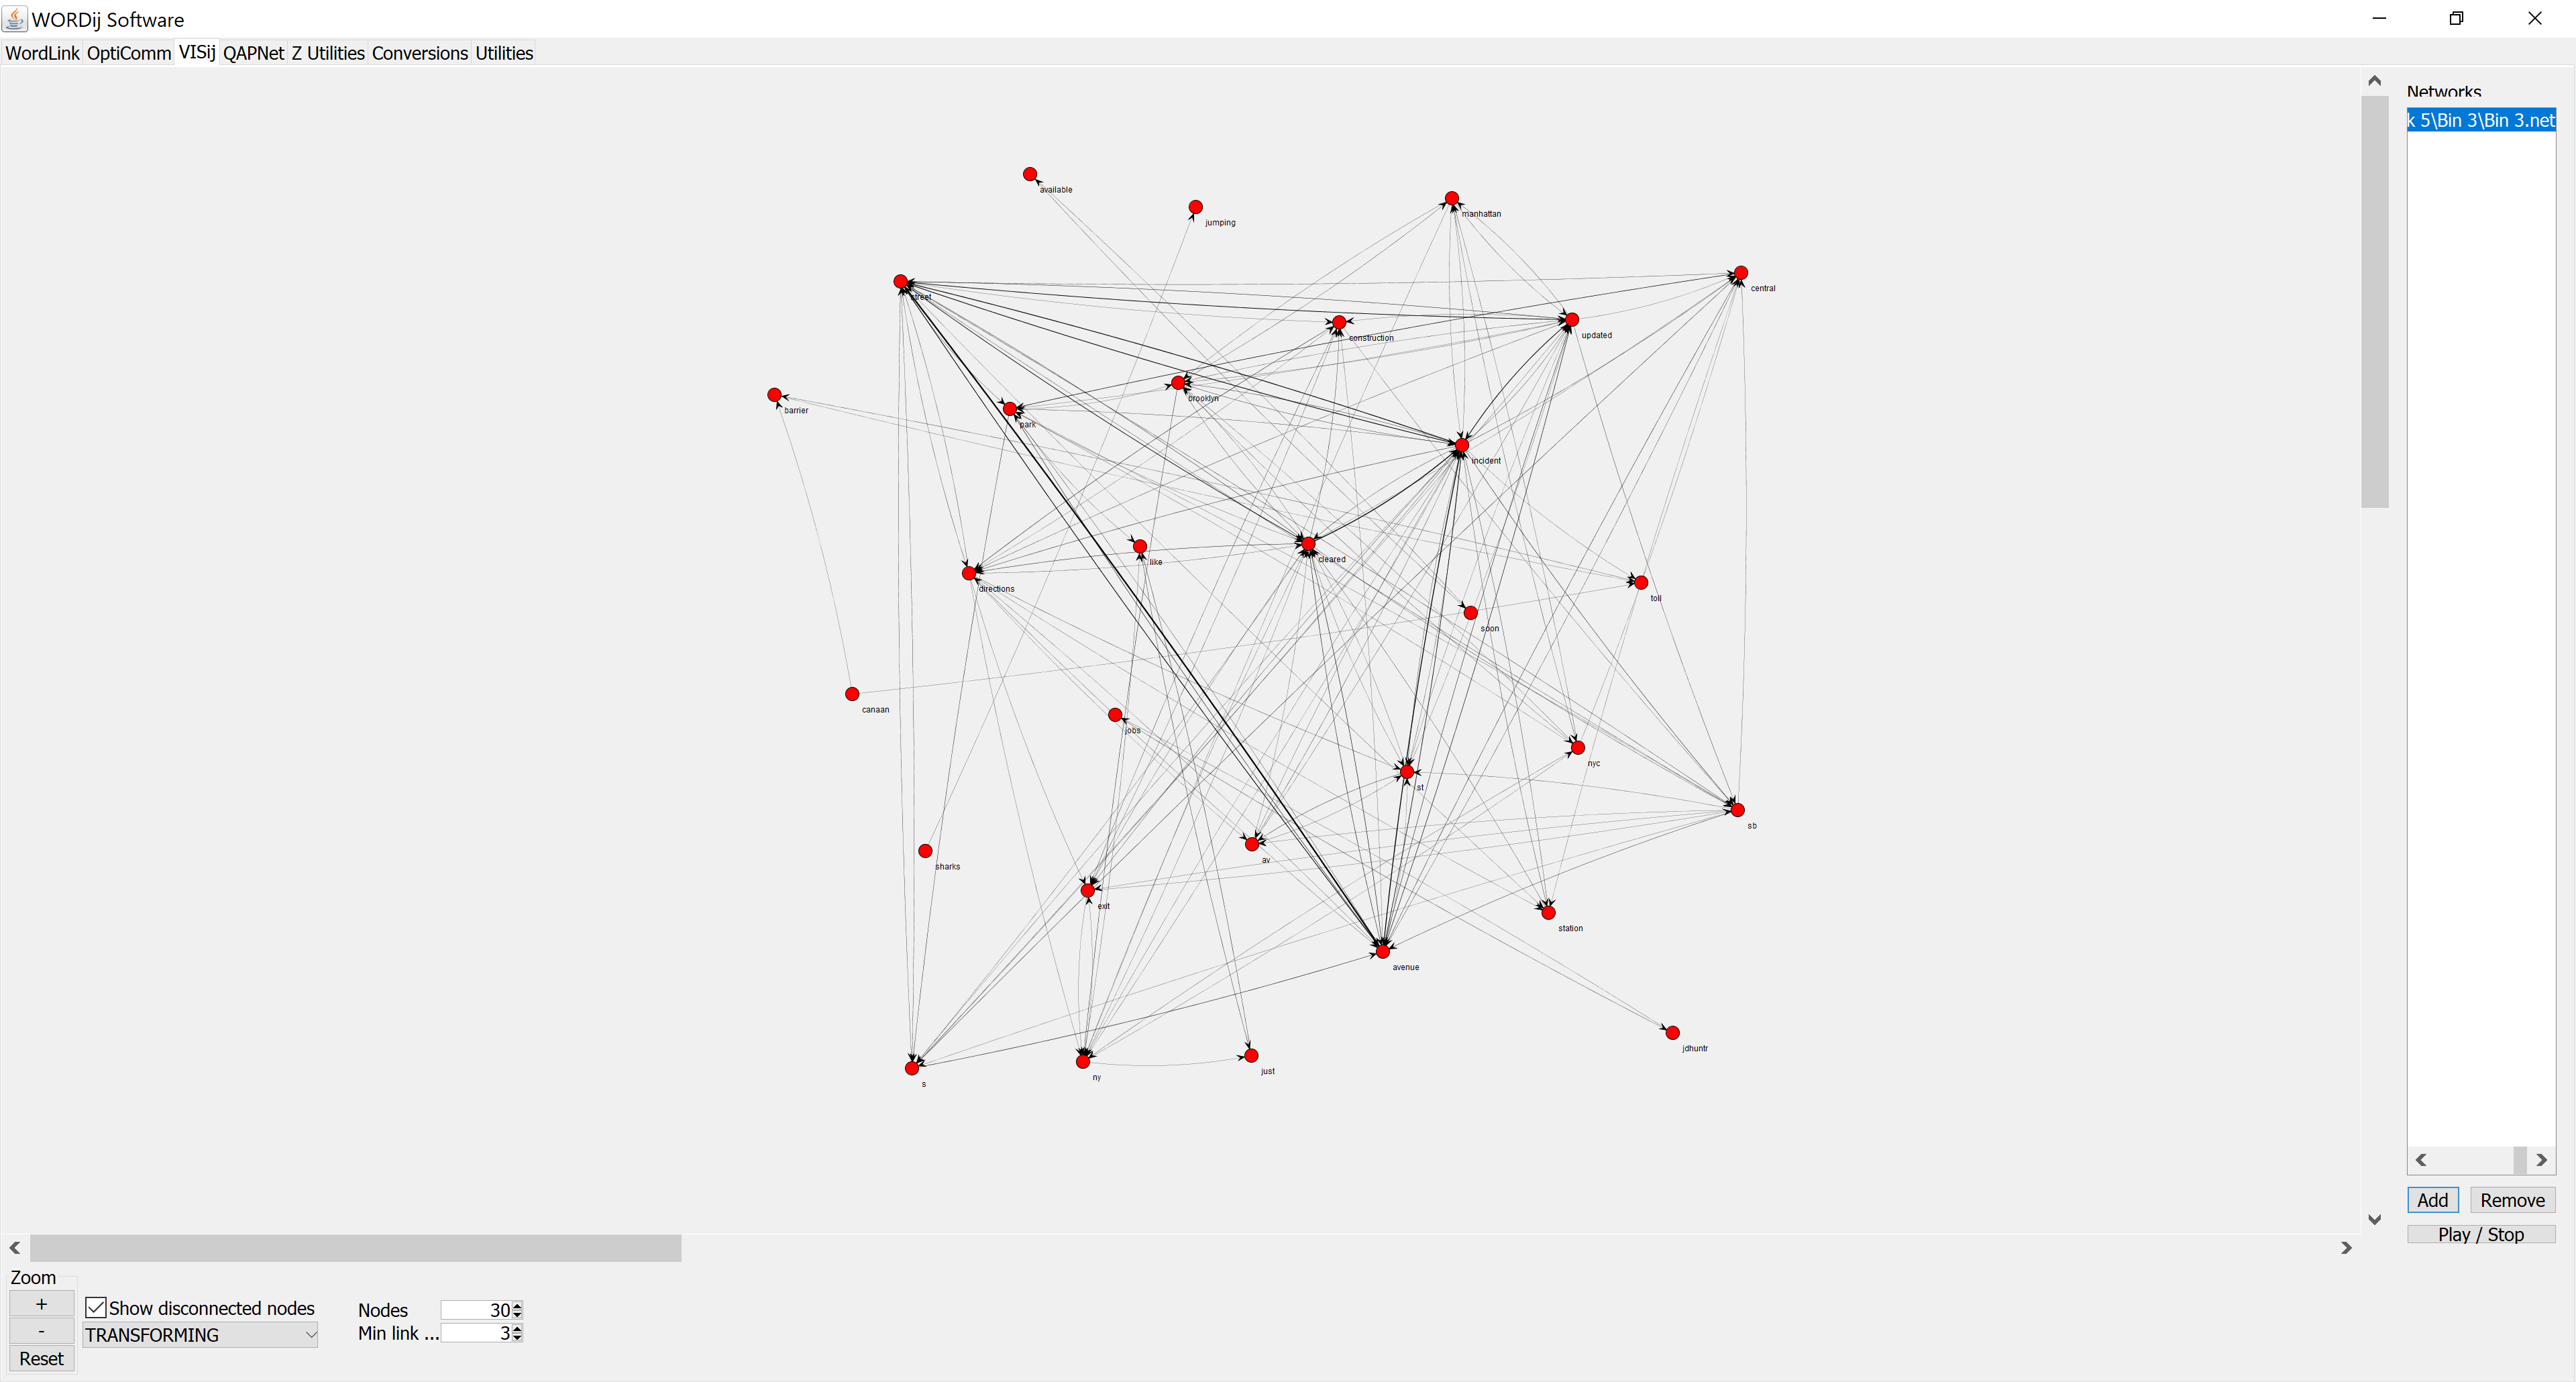 WORDij Software
WordLink OptiComm VISij QAPNet Z Utilities Conversions Utilities
Networks
k 5\Bin 3\Bin 3.net
available
jumping
manhattan
central
street
updated
construction
brooklyn
barrier
park
incident
like
cleared
directions
toll
soon
canaan
jobs
nyc
st
sb
av
sharks
exit
station
avenue
jdhuntr
just
ny
s
Add Remove
Play / Stop
Zoom
+
-
Reset
Show disconnected nodes
TRANSFORMING
Nodes 30
Min link ... 3